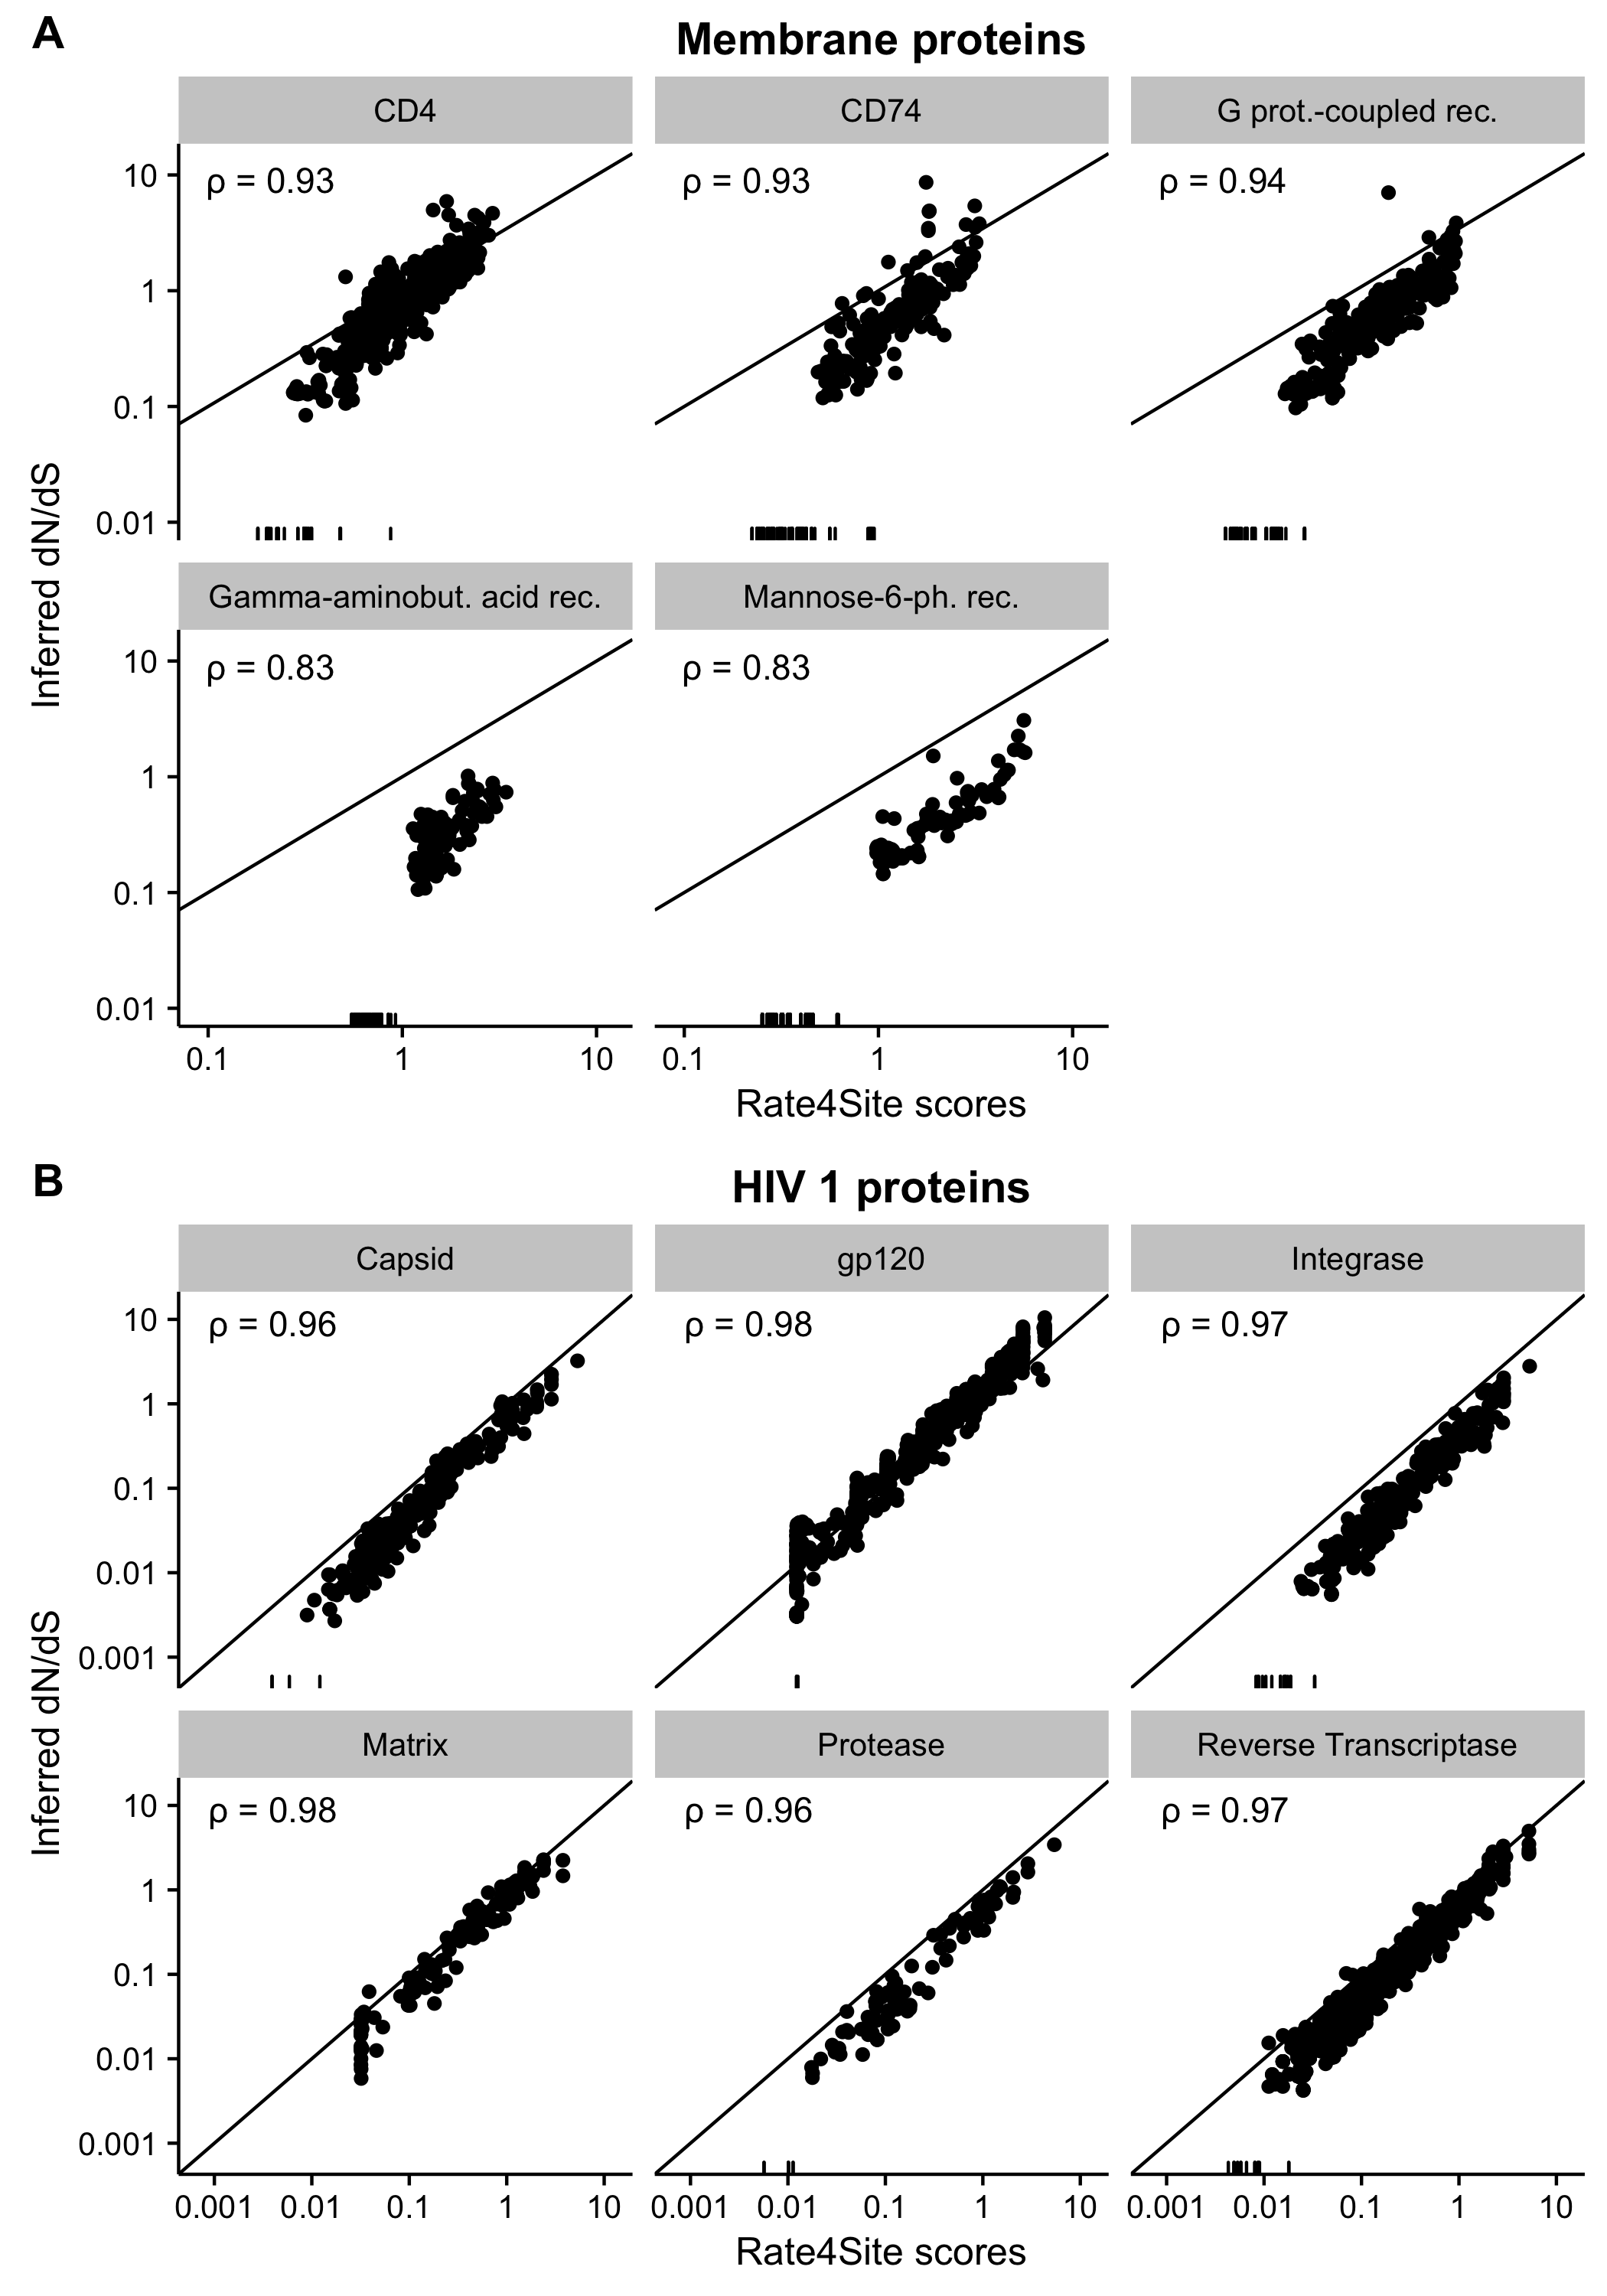 A
Membrane proteins
CD4
CD74
G prot.-coupled rec.
ρ = 0.93
ρ = 0.93
ρ = 0.94
10
1
0.1
0.01
Inferred dN/dS
Gamma-aminobut. acid rec.
Mannose-6-ph. rec.
ρ = 0.83
ρ = 0.83
10
1
0.1
0.01
0.1 1 10
0.1 1 10
Rate4Site scores
B
HIV 1 proteins
Capsid
gp120
Integrase
ρ = 0.96
ρ = 0.98
ρ = 0.97
10
1
0.1
0.01
0.001
Inferred dN/dS
Matrix
Protease
Reverse Transcriptase
ρ = 0.98
ρ = 0.96
ρ = 0.97
10
1
0.1
0.01
0.001
0.001 0.01 0.1 1 10
0.001 0.01 0.1 1 10
0.001 0.01 0.1 1 10
Rate4Site scores